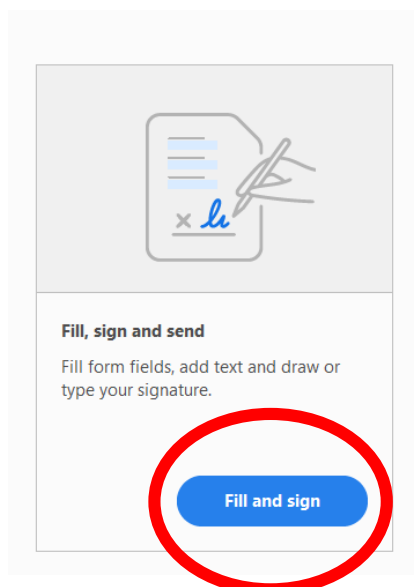 Fill, sign and send
Fill form fields, add text and draw or
type your signature.
Fill and sign